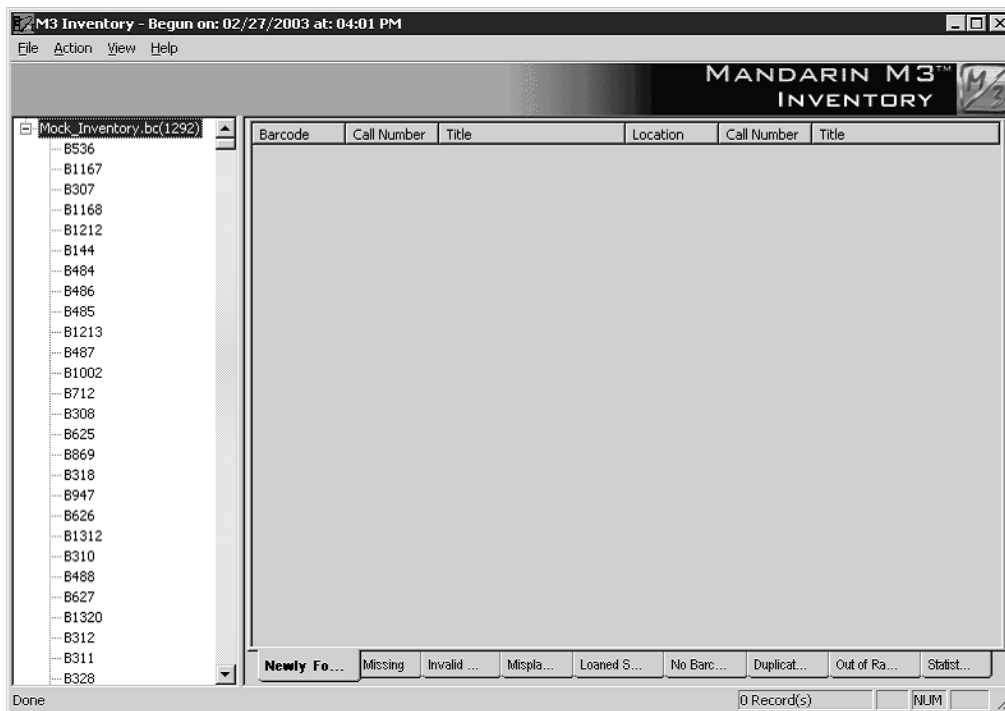 M3 Inventory - Begun on: 02/27/2003 at: 04:01 PM
File Action View Help
MANDARIN M3™
INVENTORY
M/3
Mock_Inventory.bc(1292)
B536
B1167
B307
B1168
B1212
B144
B484
B486
B485
B1213
B487
B1002
B712
B308
B625
B869
B318
B947
B626
B1312
B310
B488
B627
B1320
B312
B311
B328
Barcode Call Number Title Location Call Number Title
Newly Fo... Missing Invalid ... Mispla... Loaned S... No Barc... Duplicat... Out of Ra... Statist...
Done 0 Record(s) NUM